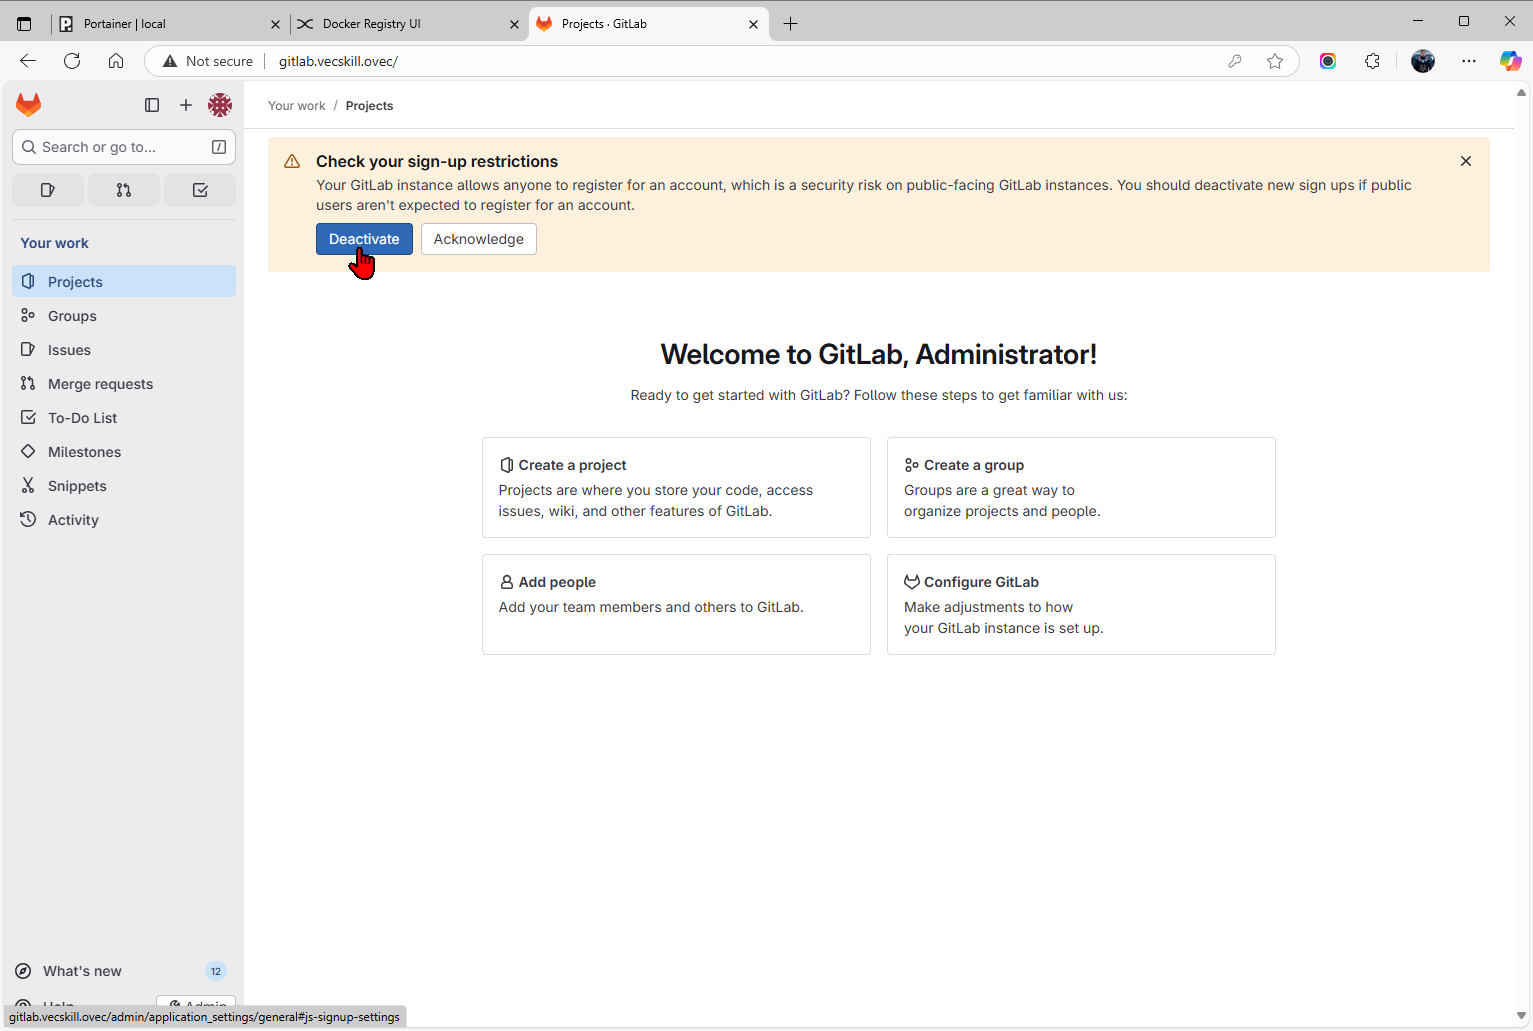 Portainer | local
Docker Registry UI
Projects · GitLab
Not secure
gitlab.vecskill.ovec/
Your work / Projects
Search or go to...
/
Check your sign-up restrictions
Your GitLab instance allows anyone to register for an account, which is a security risk on public-facing GitLab instances. You should deactivate new sign ups if public
users aren't expected to register for an account.
Deactivate
Acknowledge
Your work
Projects
Groups
Issues
Merge requests
To-Do List
Milestones
Snippets
Activity
Welcome to GitLab, Administrator!
Ready to get started with GitLab? Follow these steps to get familiar with us:
Create a project
Projects are where you store your code, access
issues, wiki, and other features of GitLab.
Create a group
Groups are a great way to
organize projects and people.
Add people
Add your team members and others to GitLab.
Configure GitLab
Make adjustments to how
your GitLab instance is set up.
What's new
12
Help
Admin
gitlab.vecskill.ovec/admin/application_settings/general#js-signup-settings